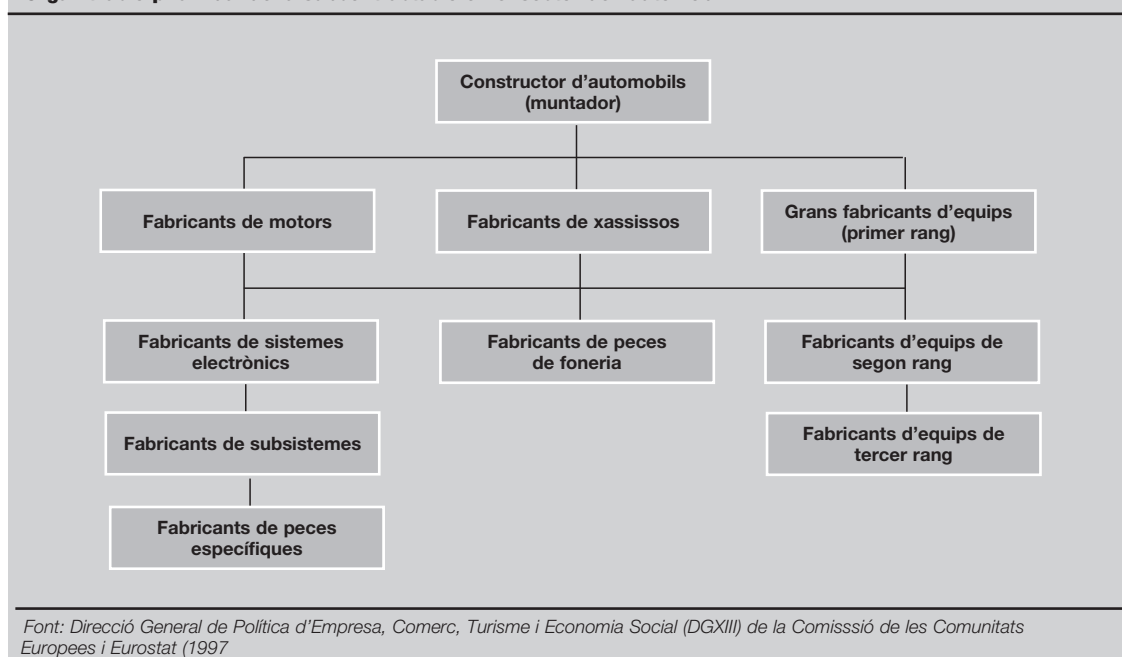 Constructor d'automobils
(muntador)
Fabricants de motors
Fabricants de xassissos
Grans fabricants d'equips
(primer rang)
Fabricants de sistemes
electrònics
Fabricants de peces
de foneria
Fabricants d'equips de
segon rang
Fabricants de subsistemes
Fabricants d'equips de
tercer rang
Fabricants de peces
específiques
Font: Direcció General de Política d'Empresa, Comerc, Turisme i Economia Social (DGXIII) de la Comisssió de les Comunitats
Europees i Eurostat (1997